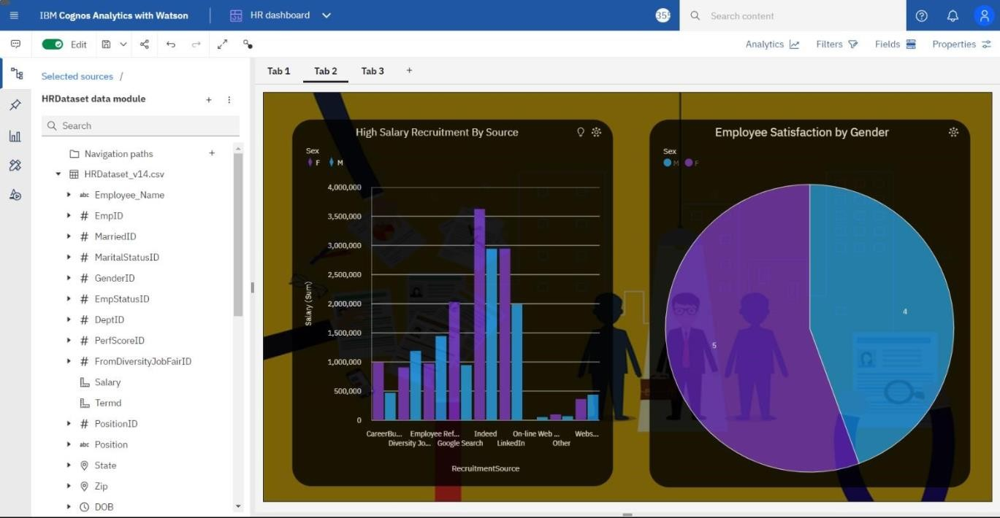 IBM Cognos Analytics with Watson
HR dashboard
355
Search content
Edit
Analytics
Filters
Fields
Properties
Selected sources /
HRDataset data module
Search
Navigation paths
HRDataset_v14.csv
abc Employee_Name
# EmpID
# MarriedID
# MaritalStatusID
# GenderID
# EmpStatusID
# DeptID
# PerfScoreID
# FromDiversityJobFairID
Salary
Termd
# PositionID
abc Position
State
Zip
DOB
Tab 1
Tab 2
Tab 3
High Salary Recruitment By Source
Sex
F M
4,000,000
3,500,000
3,000,000
2,500,000
2,000,000
1,500,000
1,000,000
500,000
0
Salary (Sum)
CareerBu... Employee Ref... Indeed On-line Web ... Webs...
Diversity Jo... Google Search LinkedIn Other
RecruitmentSource
Employee Satisfaction by Gender
Sex
M F
4
5